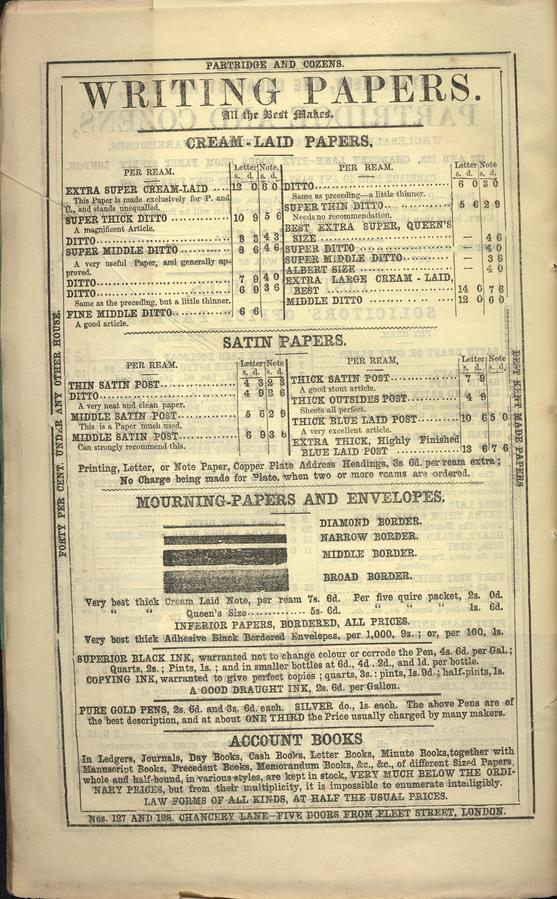 PARTRIDGE AND COZENS.
WRITING PAPERS.
All the Best Makes.
CREAM-LAID PAPERS.
PER REAM.
Letter Note.
s. d. s. d.
EXTRA SUPER CREAM-LAID .... 12 0 6 0
This Paper is made exclusively for P. and
C., and stands unequalled.
SUPER THICK DITTO .......... 10 9 5 6
A magnificent Article.
DITTO .......... 8 3 4 3
SUPER MIDDLE DITTO .......... 8 6 4 6
A very useful Paper, and generally ap-
proved.
DITTO .......... 7 9 4 0
DITTO .......... 6 9 3 6
Same as the preceding, but a little thinner.
FINE MIDDLE DITTO .......... 6 6
A good article.
PER REAM.
Letter Note
s. d. s. d.
DITTO .......... 6 0 3 0
Same as preceding—a little thinner.
SUPER THIN DITTO .......... 5 6 2 9
Needs no recommendation.
BEST EXTRA SUPER, QUEEN'S
SIZE .......... — 4 6
SUPER DITTO .......... — 4 0
SUPER MIDDLE DITTO .......... — 3 6
ALBERT SIZE .......... — 4 0
EXTRA LARGE CREAM-LAID,
BEST .......... 14 0 7 6
MIDDLE DITTO .......... 12 0 6 0
SATIN PAPERS.
PER REAM.
Letter Note
s. d. s. d.
THIN SATIN POST .......... 4 3 2 3
DITTO .......... 4 9 2 6
A very neat and clean paper.
MIDDLE SATIN POST .......... 5 6 2 9
This is a Paper much used.
MIDDLE SATIN POST .......... 6 9 3 6
Can strongly recommend this.
PER REAM,
Letter Note
s. d. s. d.
THICK SATIN POST .......... 7 9
A good stout article.
THICK OUTSIDES POST .......... 4 9
Sheets all perfect.
THICK BLUE LAID POST .......... 10 6 5 0
A very excellent article.
EXTRA THICK, Highly Finished
BLUE LAID POST .......... 13 6 7 6
Printing, Letter, or Note Paper, Copper Plate Address Headings, 3s 6d. per ream extra;
No Charge being made for Plate, when two or more reams are ordered.
MOURNING-PAPERS AND ENVELOPES.
DIAMOND BORDER.
NARROW BORDER.
MIDDLE BORDER.
BROAD BORDER.
Very best thick Cream Laid Note, per ream 7s. 6d. Per five quire packet, 2s. 0d.
" " Queen's Size .......... 5s. 6d. " " " 1s. 6d.
INFERIOR PAPERS, BORDERED, ALL PRICES.
Very best thick Adhesive Black Bordered Envelopes, per 1,000, 9s.; or, per 100, 1s.
SUPERIOR BLACK INK, warranted not to change colour or corrode the Pen, 4s. 6d. per Gal.;
Quarts, 2s.; Pints, 1s.; and in smaller bottles at 6d., 4d., 2d., and 1d. per bottle.
COPYING INK, warranted to give perfect copies; quarts, 3s.: pints, 1s. 9d.; half-pints, 1s.
A GOOD DRAUGHT INK, 2s. 6d. per Gallon.
PURE GOLD PENS, 2s. 6d. and 3s. 6d. each. SILVER do., 1s. each. The above Pens are of
the best description, and at about ONE THIRD the Price usually charged by many makers.
ACCOUNT BOOKS
In Ledgers, Journals, Day Books, Cash Books, Letter Books, Minute Books, together with
Manuscript Books, Precedent Books, Memorandum Books, &c., &c., of different Sized Papers,
whole and half-bound, in various styles, are kept in stock, VERY MUCH BELOW THE ORDI-
NARY PRICES, but from their multiplicity, it is impossible to enumerate intelligibly.
LAW FORMS OF ALL KINDS, AT HALF THE USUAL PRICES.
Nos. 127 AND 128, CHANCERY LANE—FIVE DOORS FROM FLEET STREET, LONDON.
FORTY PER CENT. UNDER ANY OTHER HOUSE.
BEST KENT MADE PAPERS